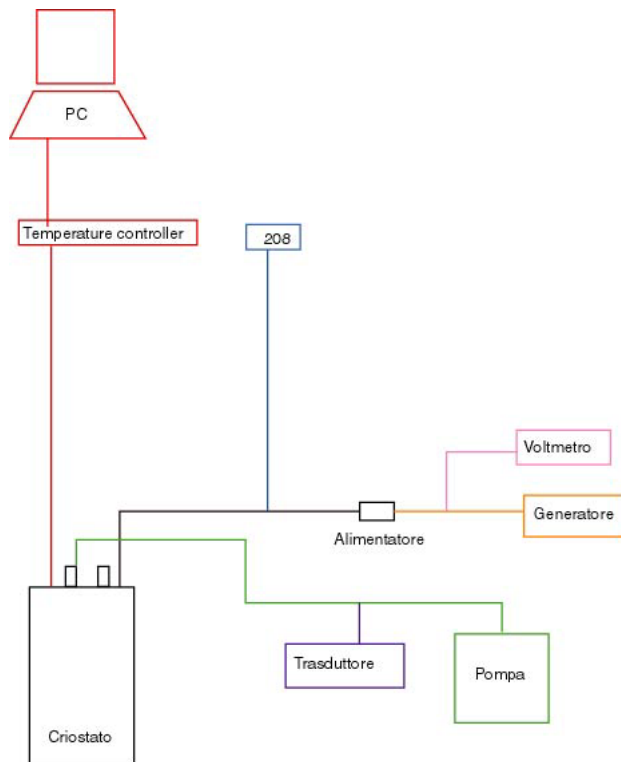 PC
Temperature controller
208
Voltmetro
Generatore
Alimentatore
Trasduttore
Pompa
Criostato